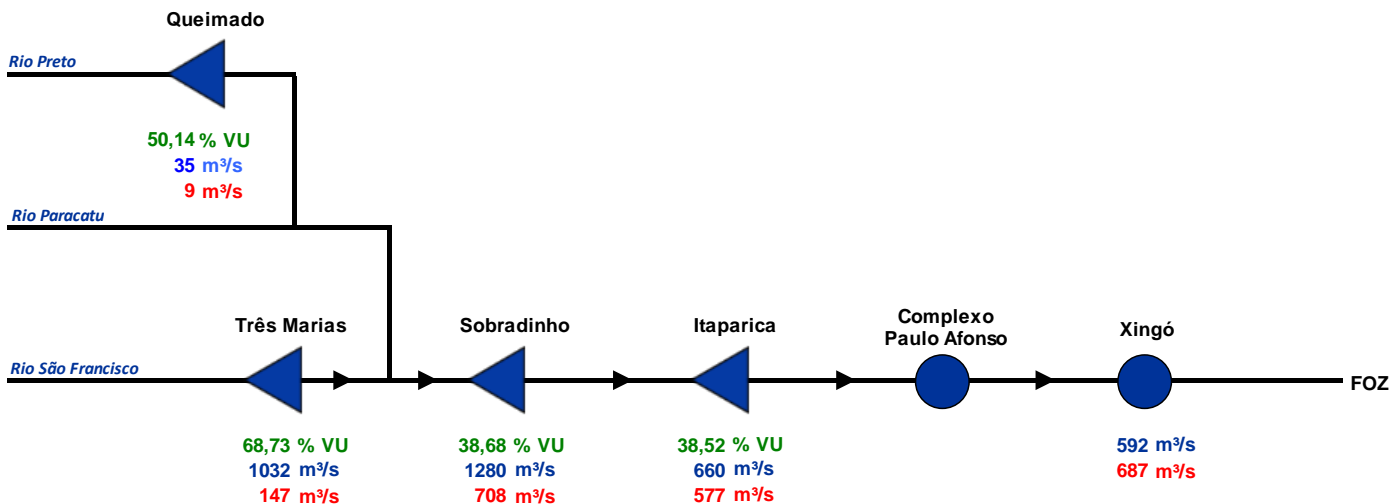 Queimado
Rio Preto
50,14 % VU
35 m³/s
9 m³/s
Rio Paracatu
Três Marias
Sobradinho
Itaparica
Complexo
Paulo Afonso
Xingó
Rio São Francisco
FOZ
68,73 % VU
1032 m³/s
147 m³/s
38,68 % VU
1280 m³/s
708 m³/s
38,52 % VU
660 m³/s
577 m³/s
592 m³/s
687 m³/s